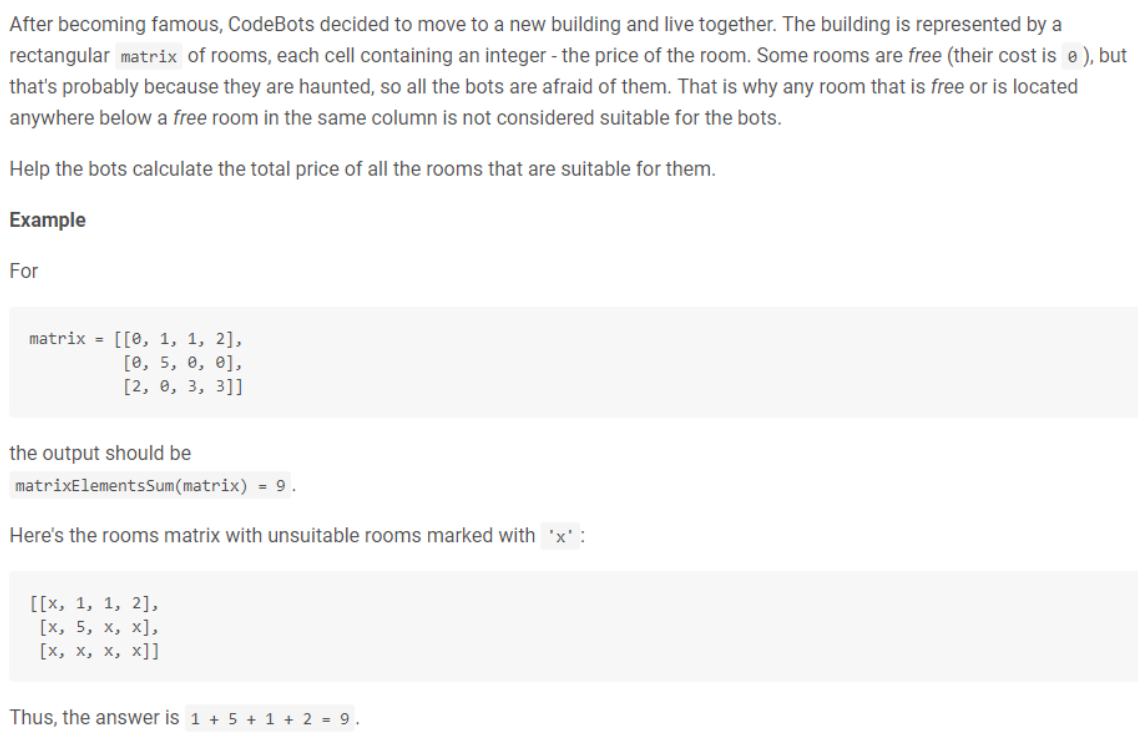 After becoming famous, CodeBots decided to move to a new building and live together. The building is represented by a
rectangular matrix of rooms, each cell containing an integer - the price of the room. Some rooms are free (their cost is 0 ), but
that's probably because they are haunted, so all the bots are afraid of them. That is why any room that is free or is located
anywhere below a free room in the same column is not considered suitable for the bots.
Help the bots calculate the total price of all the rooms that are suitable for them.
Example
For
matrix = [[0, 1, 1, 2],
[0, 5, 0, 0],
[2, 0, 3, 3]]
the output should be
matrixElementsSum(matrix) = 9 .
Here's the rooms matrix with unsuitable rooms marked with 'x' :
[[x, 1, 1, 2],
[x, 5, x, x],
[x, x, x, x]]
Thus, the answer is 1 + 5 + 1 + 2 = 9 .